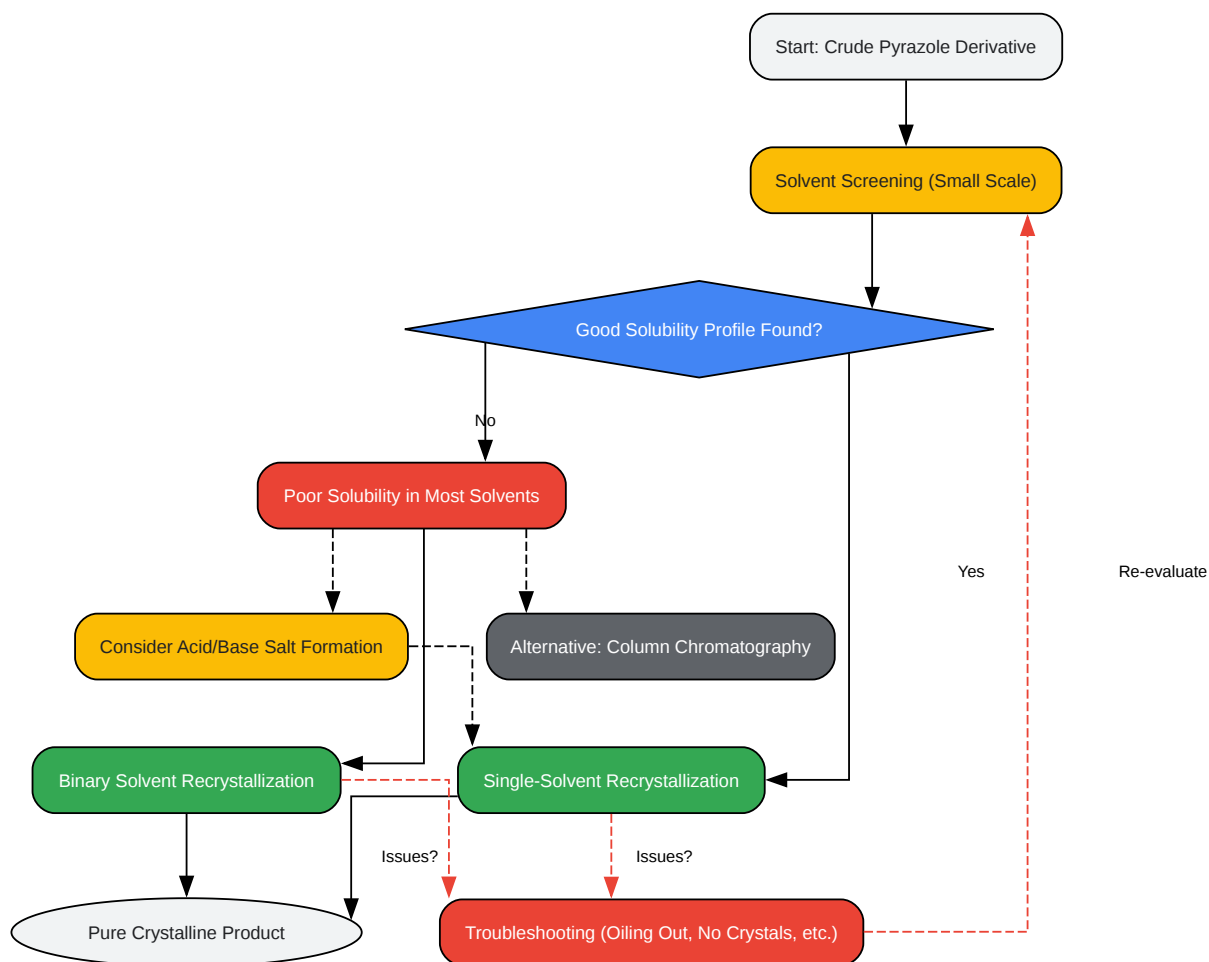 Start: Crude Pyrazole Derivative
Solvent Screening (Small Scale)
Good Solubility Profile Found?
No
Poor Solubility in Most Solvents
Yes
Re-evaluate
Consider Acid/Base Salt Formation
Alternative: Column Chromatography
Binary Solvent Recrystallization
Single-Solvent Recrystallization
Issues?
Issues?
Pure Crystalline Product
Troubleshooting (Oiling Out, No Crystals, etc.)